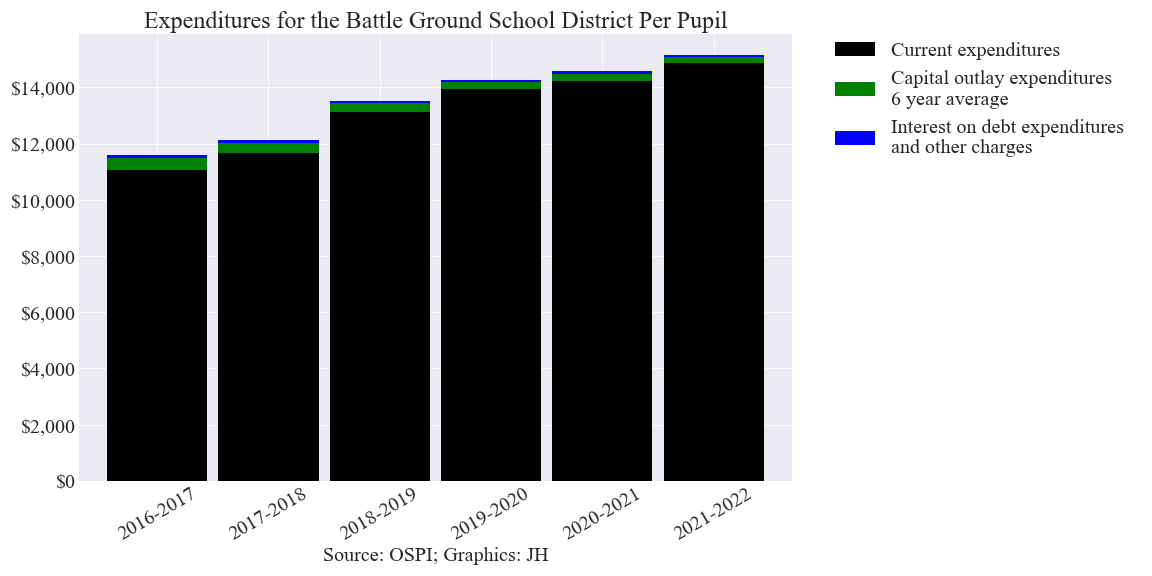 Expenditures for the Battle Ground School District Per Pupil
Current expenditures
Capital outlay expenditures
6 year average
Interest on debt expenditures
and other charges
$14,000
$12,000
$10,000
$8,000
$6,000
$4,000
$2,000
$0
2016-2017
2017-2018
2018-2019
2019-2020
2020-2021
2021-2022
Source: OSPI; Graphics: JH